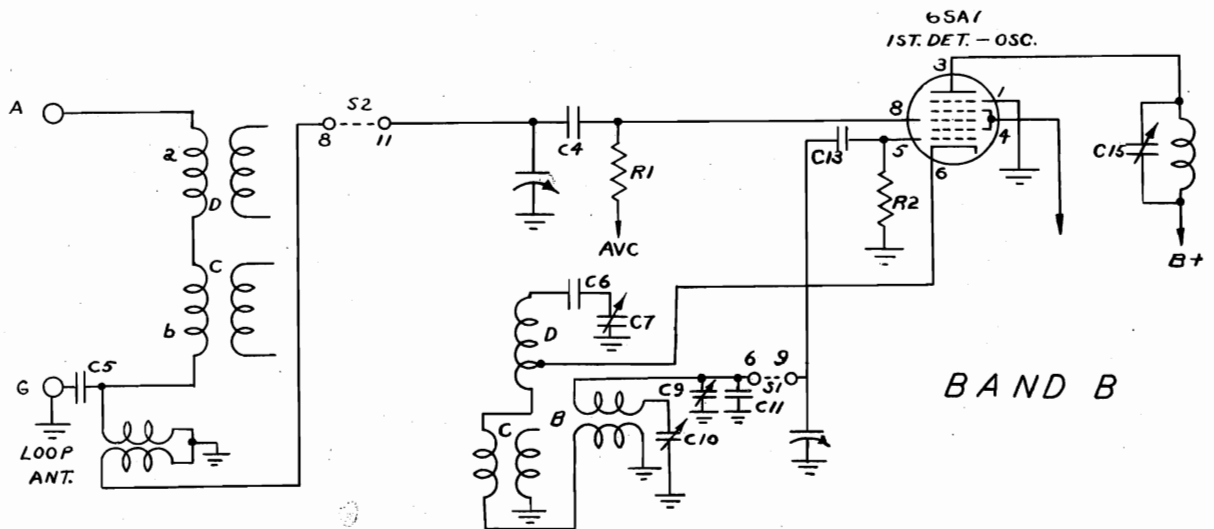 6SA7
1ST. DET. - OSC.
3
A
S2
8
11
8
1
4
C4
5
C13
6
C15
a
R1
R2
D
AVC
B+
C
C6
b
D
C7
C5
6 9
G
C9
S1
BAND B
C11
B
C
C10
LOOP
ANT.